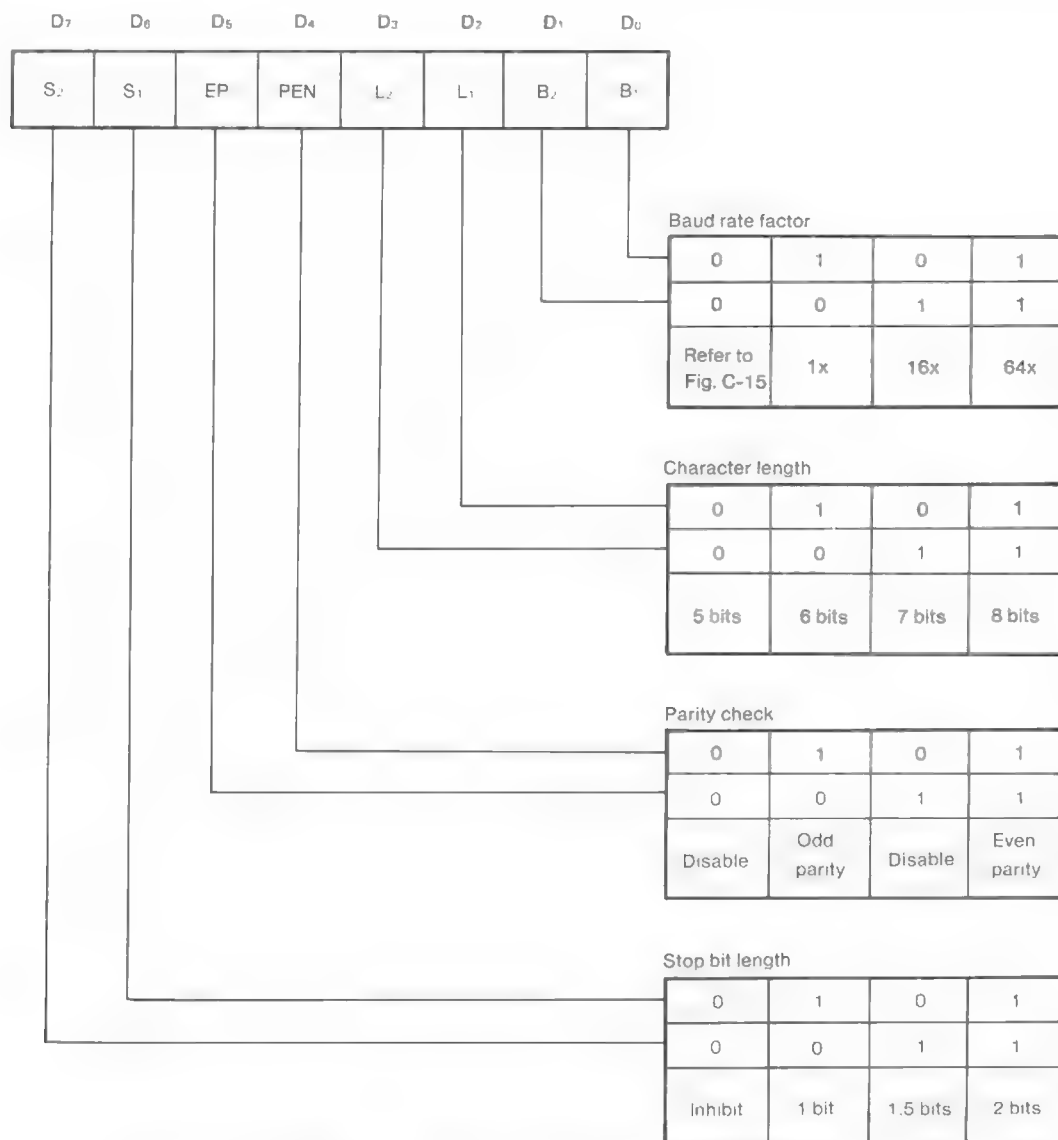 D₇ D₆ D₅ D₄ D₃ D₂ D₁ D₀
S₂ S₁ EP PEN L₂ L₁ B₂ B₁
Baud rate factor
0 1 0 1
0 0 1 1
Refer to Fig. C-15 1x 16x 64x
Character length
0 1 0 1
0 0 1 1
5 bits 6 bits 7 bits 8 bits
Parity check
0 1 0 1
0 0 1 1
Disable Odd parity Disable Even parity
Stop bit length
0 1 0 1
0 0 1 1
Inhibit 1 bit 1.5 bits 2 bits